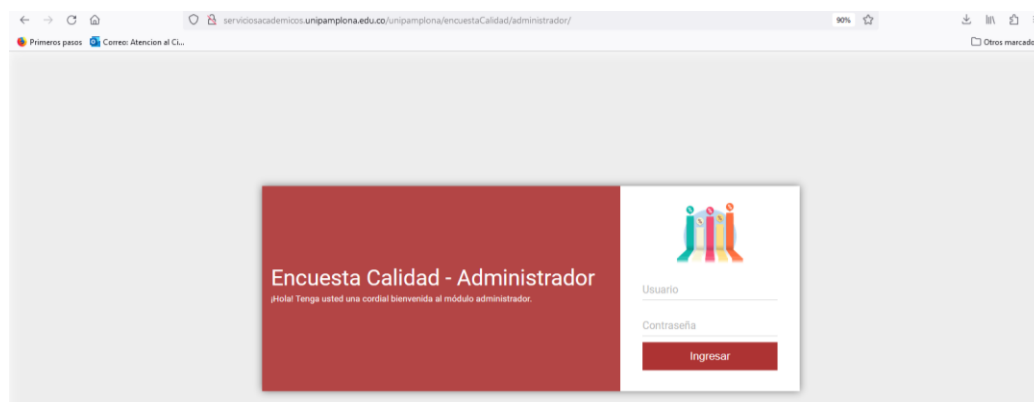 serviciosacademicos.unipamplona.edu.co/unipamplona/encuestaCalidad/administrador/
90%
Primeros pasos
Correo: Atencion al Ci...
Otros marcado
Encuesta Calidad - Administrador
¡Hola! Tenga usted una cordial bienvenida al módulo administrador.
Usuario
Contraseña
Ingresar